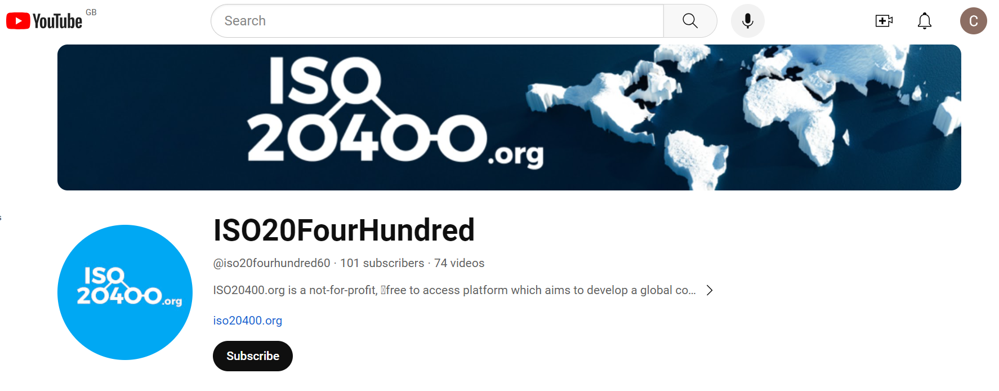 YouTube GB
Search
C
ISO
20400.org
ISO20FourHundred
@iso20fourhundred60 · 101 subscribers · 74 videos
ISO
20400.org
ISO20400.org is a not-for-profit, free to access platform which aims to develop a global co...
iso20400.org
Subscribe